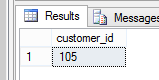 Results
Messages
customer_id
1
105